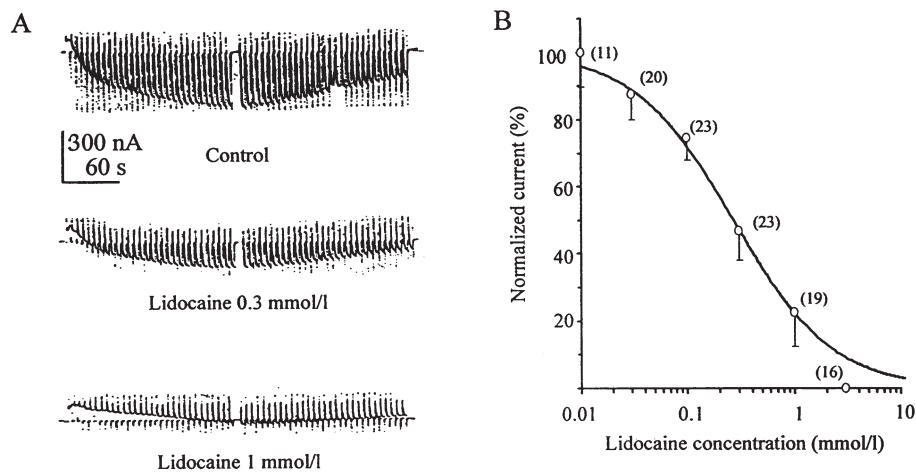 A
300 nA
60 s
Control
Lidocaine 0.3 mmol/l
Lidocaine 1 mmol/l
B
Normalized current (%)
100
80
60
40
20
(11)
(20)
(23)
(23)
(19)
(16)
0.01
0.1
1
10
Lidocaine concentration (mmol/l)